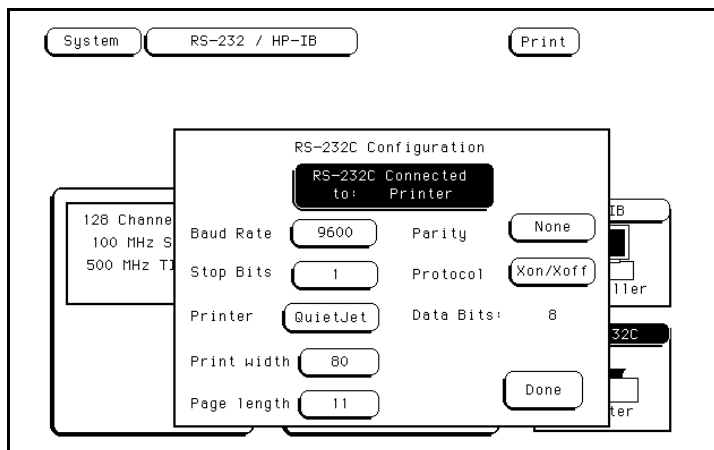 System RS-232 / HP-IB Print
RS-232C Configuration
RS-232C Connected
to: Printer
Baud Rate 9600 Parity None
Stop Bits 1 Protocol Xon/Xoff
Printer QuietJet Data Bits: 8
Print width 80
Page length 11 Done
128 Channe
100 MHz S
500 MHz TI
IB
ller
32C
ter